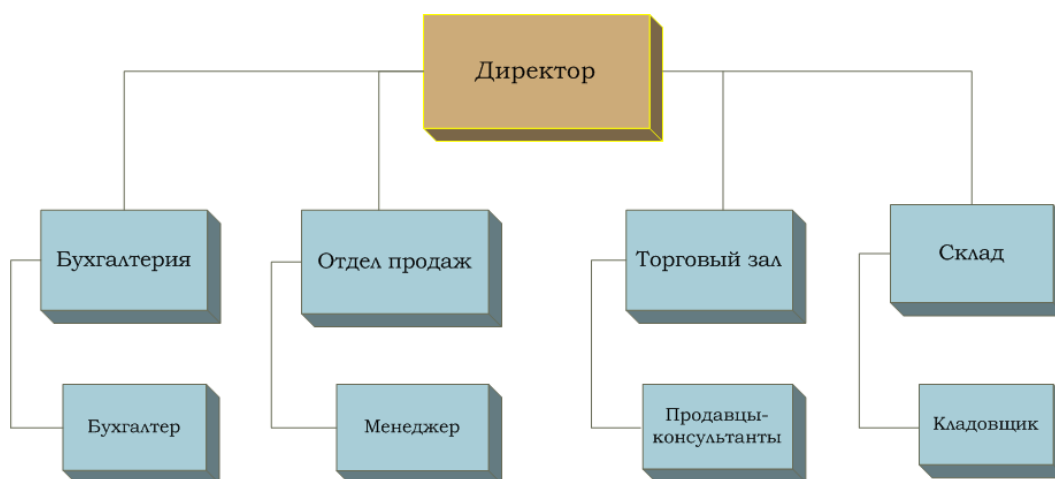 Директор
Бухгалтерия
Отдел продаж
Торговый зал
Склад
Бухгалтер
Менеджер
Продавцы-
консультанты
Кладовщик